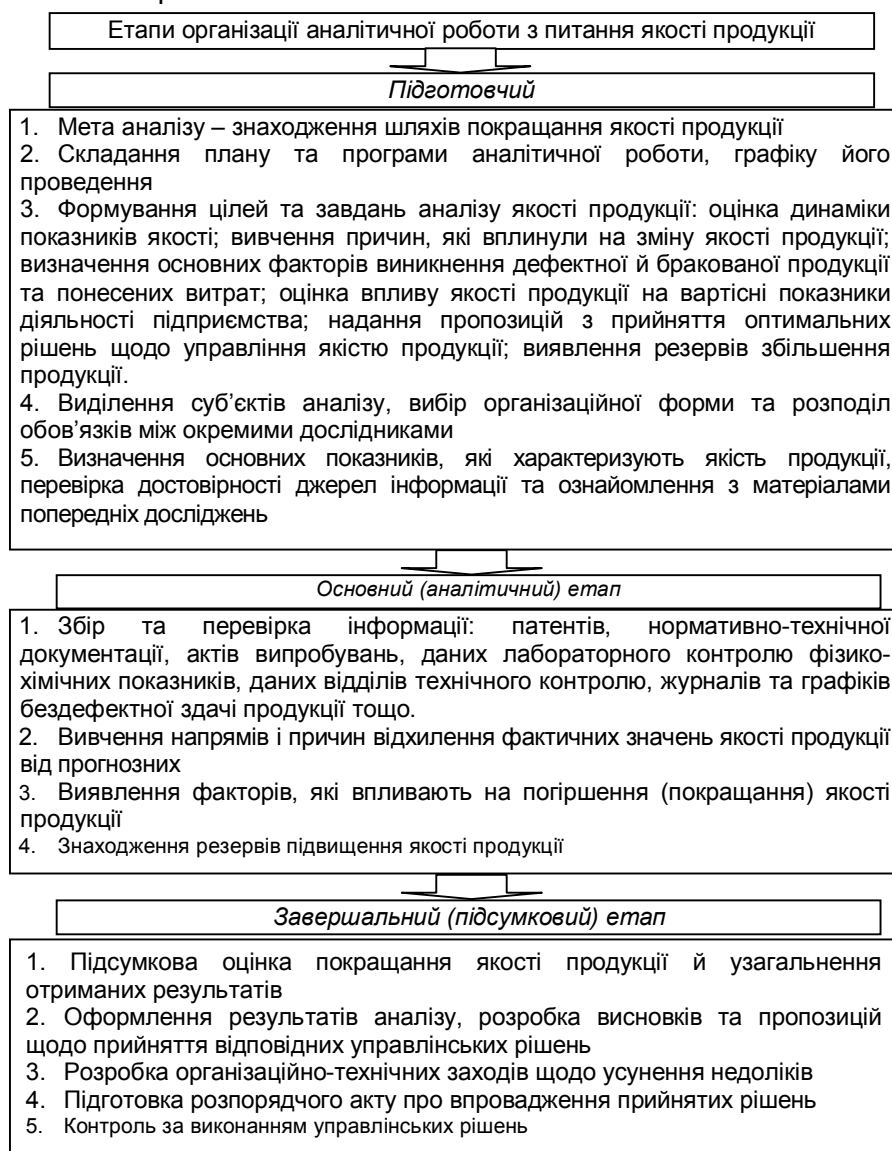 Етапи організації аналітичної роботи з питання якості продукції
Підготовчий
1. Мета аналізу – знаходження шляхів покращання якості продукції
2. Складання плану та програми аналітичної роботи, графіку його
проведення
3. Формування цілей та завдань аналізу якості продукції: оцінка динаміки
показників якості; вивчення причин, які вплинули на зміну якості продукції;
визначення основних факторів виникнення дефектної й бракованої продукції
та понесених витрат; оцінка впливу якості продукції на вартісні показники
діяльності підприємства; надання пропозицій з прийняття оптимальних
рішень щодо управління якістю продукції; виявлення резервів збільшення
продукції.
4. Виділення суб’єктів аналізу, вибір організаційної форми та розподіл
обов’язків між окремими дослідниками
5. Визначення основних показників, які характеризують якість продукції,
перевірка достовірності джерел інформації та ознайомлення з матеріалами
попередніх досліджень
Основний (аналітичний) етап
1. Збір та перевірка інформації: патентів, нормативно-технічної
документації, актів випробувань, даних лабораторного контролю фізико-
хімічних показників, даних відділів технічного контролю, журналів та графіків
бездефектної здачі продукції тощо.
2. Вивчення напрямів і причин відхилення фактичних значень якості продукції
від прогнозних
3. Виявлення факторів, які впливають на погіршення (покращання) якості
продукції
4. Знаходження резервів підвищення якості продукції
Завершальний (підсумковий) етап
1. Підсумкова оцінка покращання якості продукції й узагальнення
отриманих результатів
2. Оформлення результатів аналізу, розробка висновків та пропозицій
щодо прийняття відповідних управлінських рішень
3. Розробка організаційно-технічних заходів щодо усунення недоліків
4. Підготовка розпорядчого акту про впровадження прийнятих рішень
5. Контроль за виконанням управлінських рішень